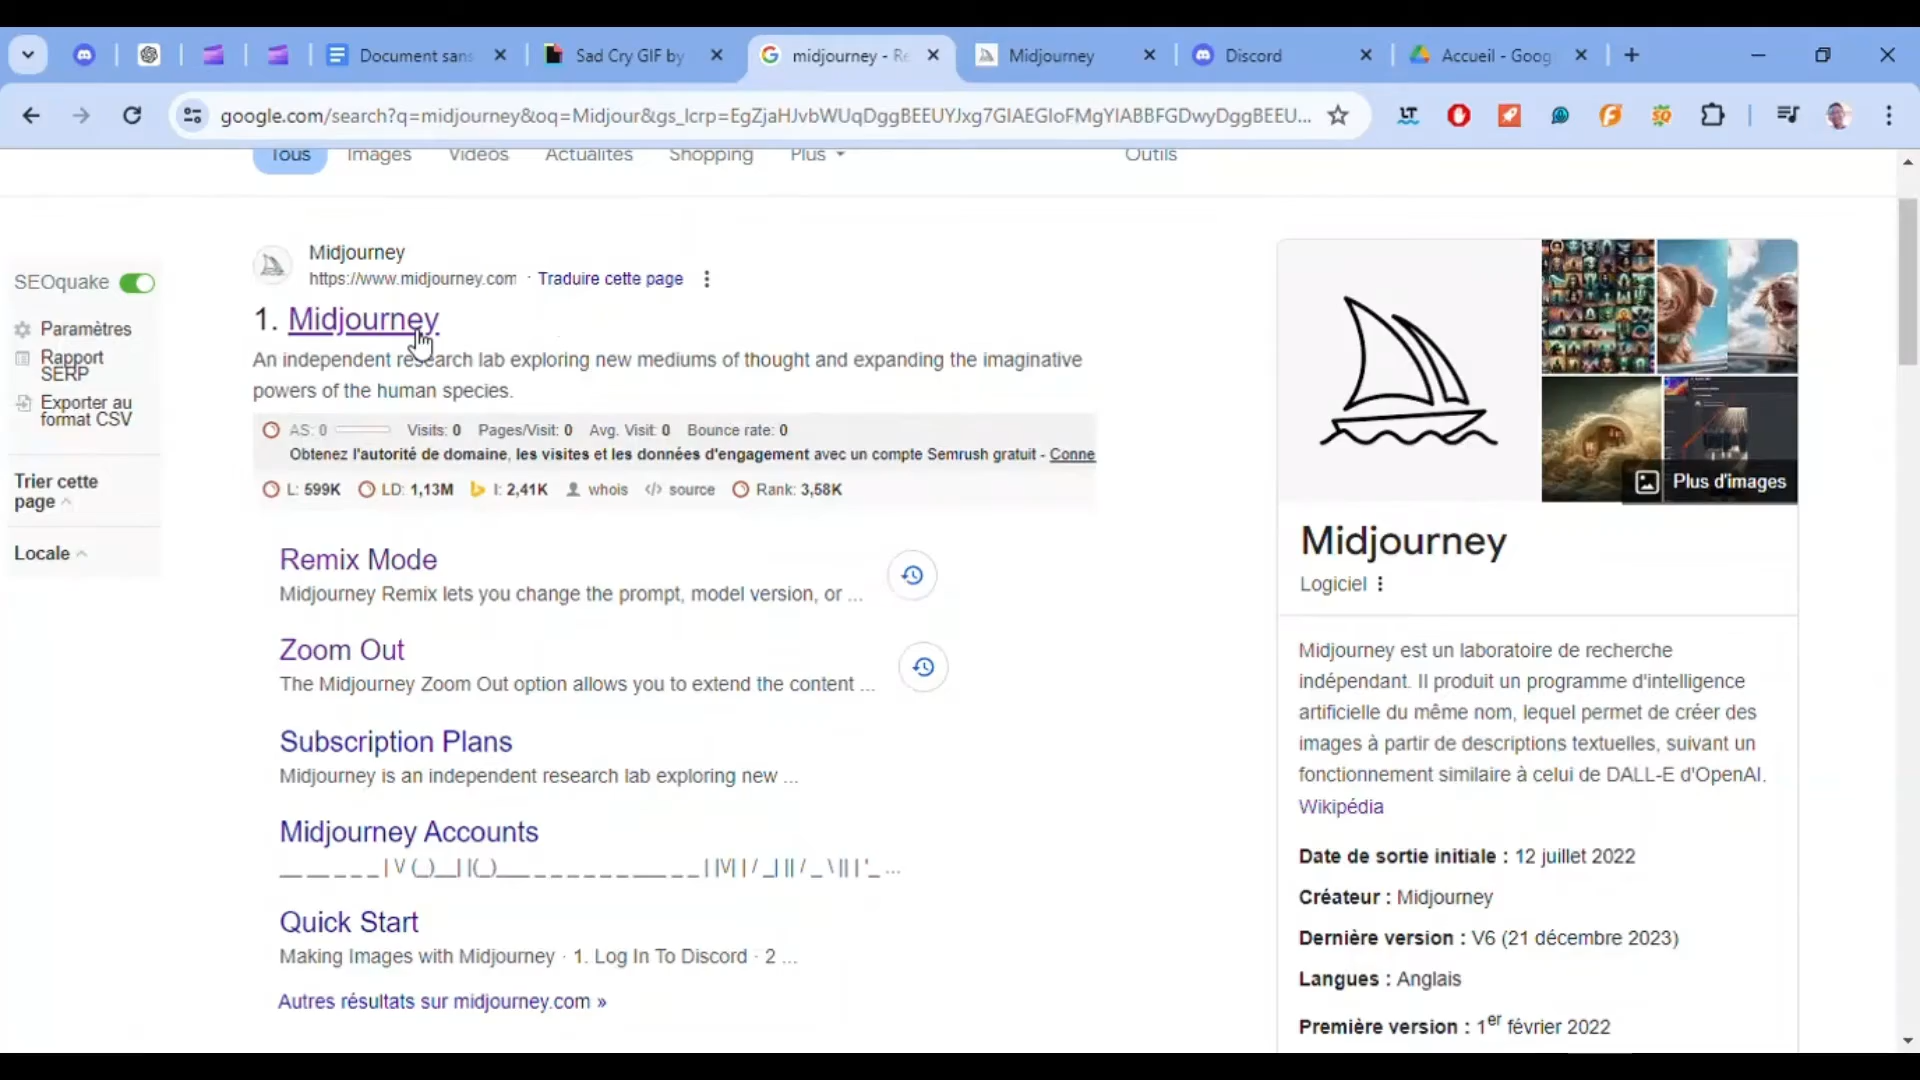 Document sans
Sad Cry GIF by
midjourney - Re
Midjourney
Discord
Accueil - Goog
google.com/search?q=midjourney&oq=Midjour&gs_lcrp=EgZjaHJvbWUqDggBEEUYJxg7GIAEGIoFMgYIABBFGDwyDggBEEU...
Tous Images Vidéos Actualités Shopping Plus Outils
SEOquake
Paramètres
Rapport
SERP
Exporter au
format CSV
Trier cette
page
Locale
Midjourney
https://www.midjourney.com · Traduire cette page
1. Midjourney
An independent research lab exploring new mediums of thought and expanding the imaginative
powers of the human species.
AS: 0 Visits: 0 Pages/Visit: 0 Avg. Visit: 0 Bounce rate: 0
Obtenez l'autorité de domaine, les visites et les données d'engagement avec un compte Semrush gratuit - Conne
L: 599K LD: 1,13M I: 2,41K whois </> source Rank: 3,58K
Remix Mode
Midjourney Remix lets you change the prompt, model version, or ...
Zoom Out
The Midjourney Zoom Out option allows you to extend the content ...
Subscription Plans
Midjourney is an independent research lab exploring new ...
Midjourney Accounts
__ __ _ _ _ | \/ (_)__| |(_)___ _ _ _ _ _ _ ___ _ _ | |\/| | / _| || / _ \ || | '_ ...
Quick Start
Making Images with Midjourney · 1. Log In To Discord · 2 ...
Autres résultats sur midjourney.com »
Plus d'images
Midjourney
Logiciel
Midjourney est un laboratoire de recherche
indépendant. Il produit un programme d'intelligence
artificielle du même nom, lequel permet de créer des
images à partir de descriptions textuelles, suivant un
fonctionnement similaire à celui de DALL-E d'OpenAI.
Wikipédia
Date de sortie initiale : 12 juillet 2022
Créateur : Midjourney
Dernière version : V6 (21 décembre 2023)
Langues : Anglais
Première version : 1er février 2022